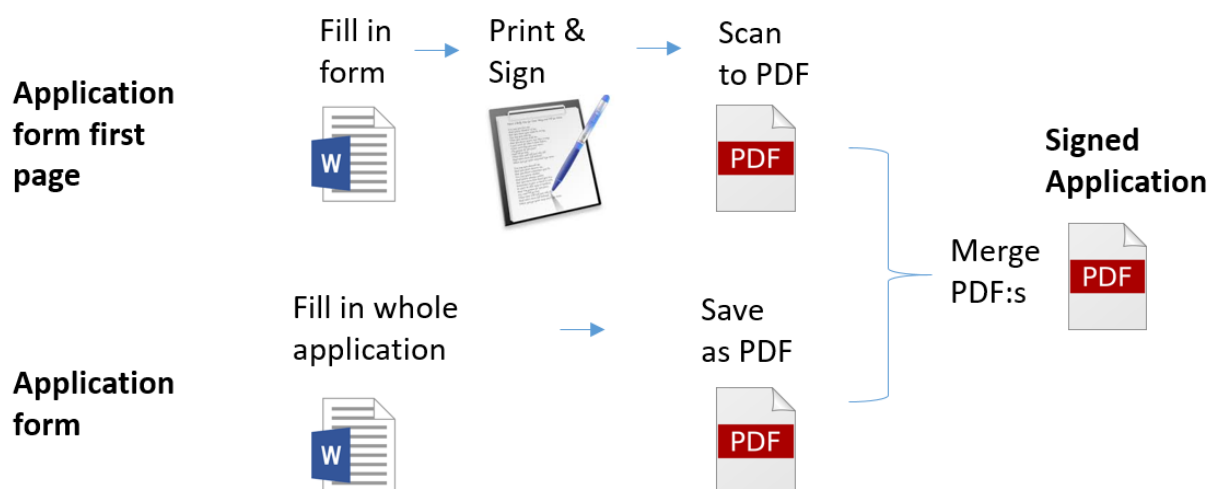 Application
form first
page
Fill in
form
W
Print &
Sign
Scan
to PDF
PDF
Application
form
Fill in whole
application
W
Save
as PDF
PDF
Merge
PDF:s
Signed
Application
PDF